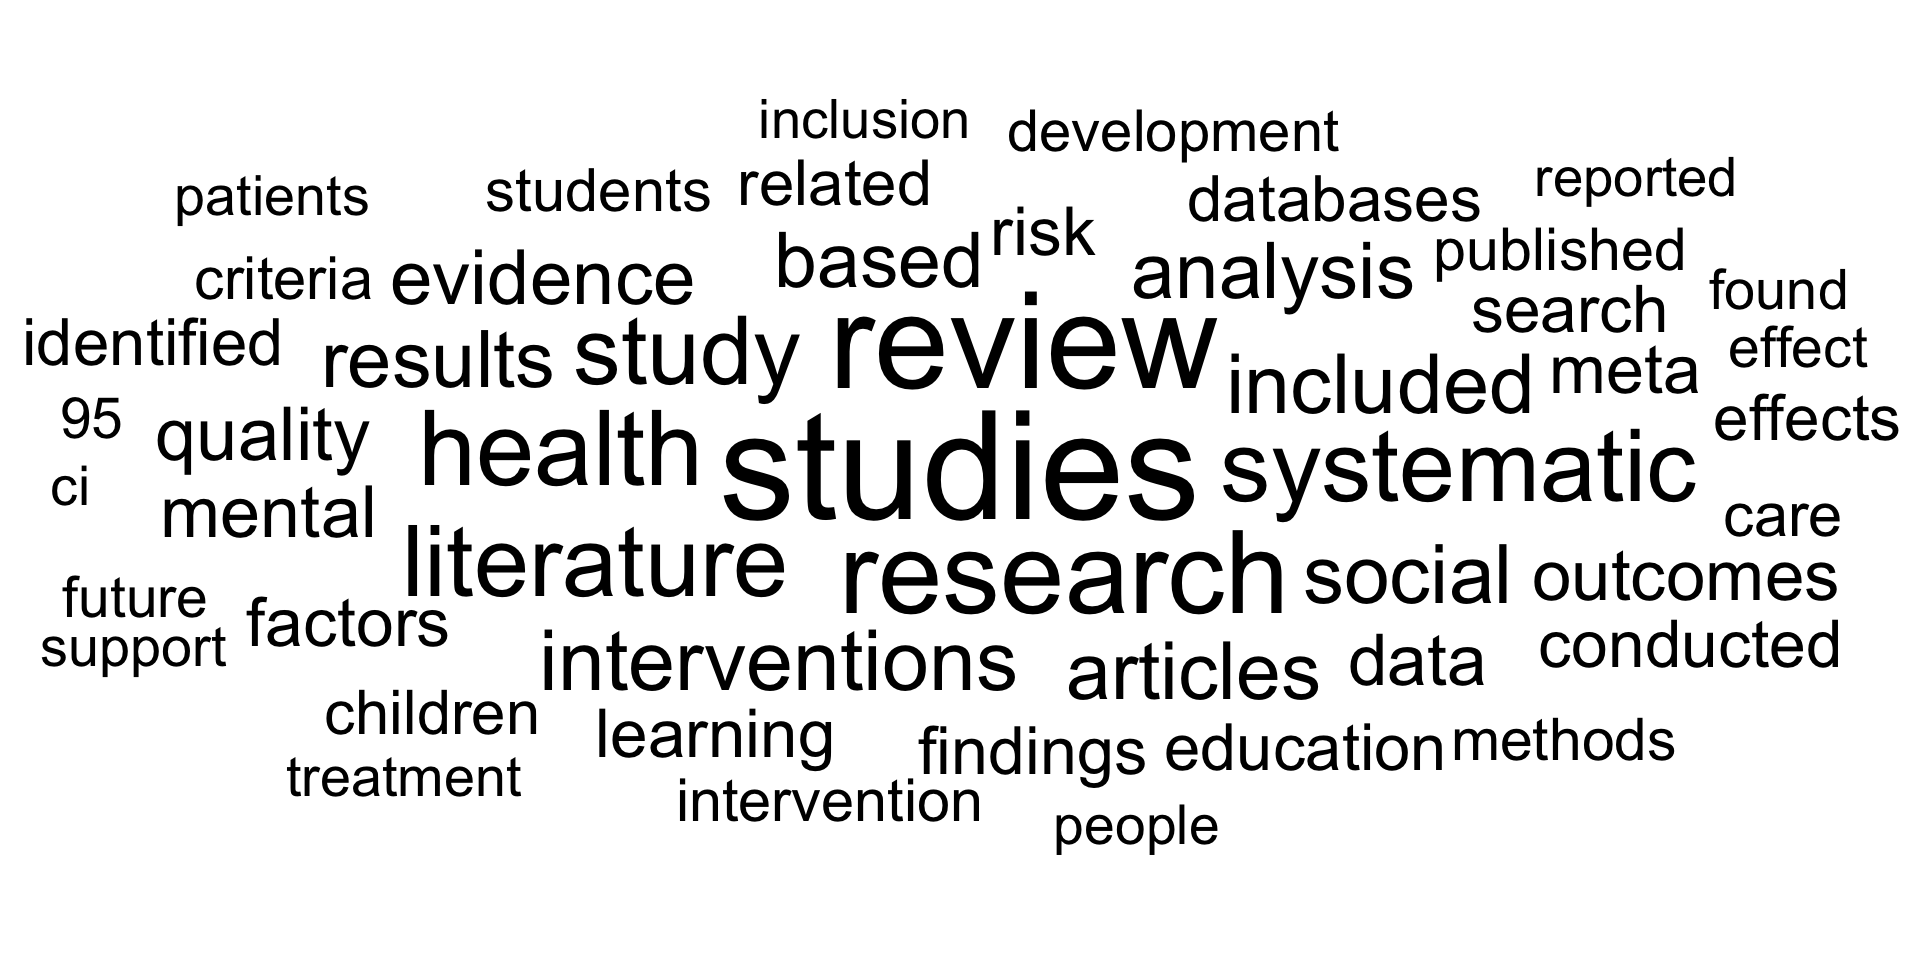 inclusion development
patients students related databases reported
criteria evidence based risk analysis published
identified results study review included search meta found effect
95 quality health studies systematic effects
ci mental literature research social outcomes care
future factors
support interventions articles data conducted
children learning findings education methods
treatment intervention people